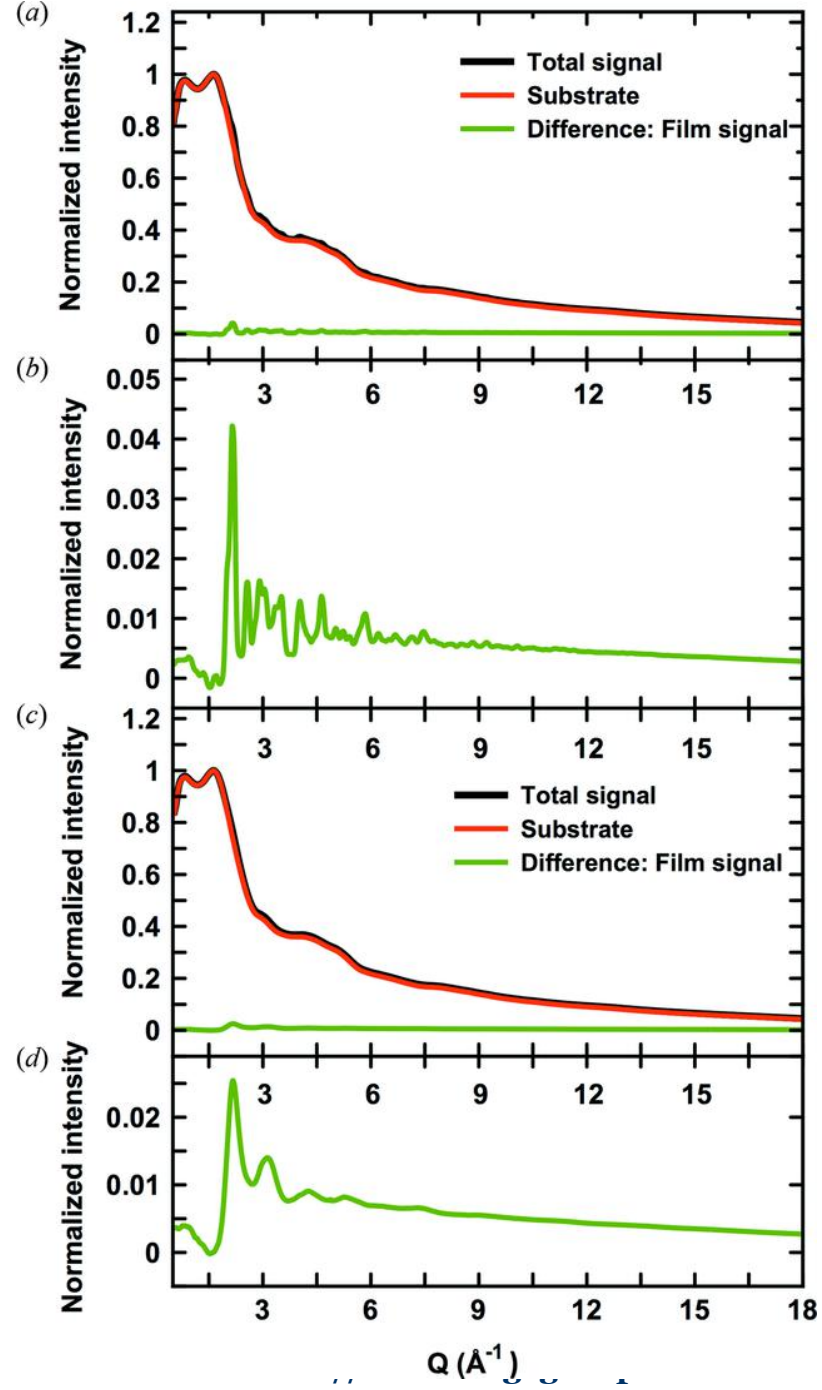 (a)
Normalized intensity
1.2
1
0.8
0.6
0.4
0.2
0
Total signal
Substrate
Difference: Film signal
3 6 9 12 15
(b)
Normalized intensity
0.05
0.04
0.03
0.02
0.01
0
3 6 9 12 15
(c)
Normalized intensity
1.2
1
0.8
0.6
0.4
0.2
0
Total signal
Substrate
Difference: Film signal
3 6 9 12 15
(d)
Normalized intensity
0.02
0.01
0
3 6 9 12 15 18
Q (Å⁻¹)